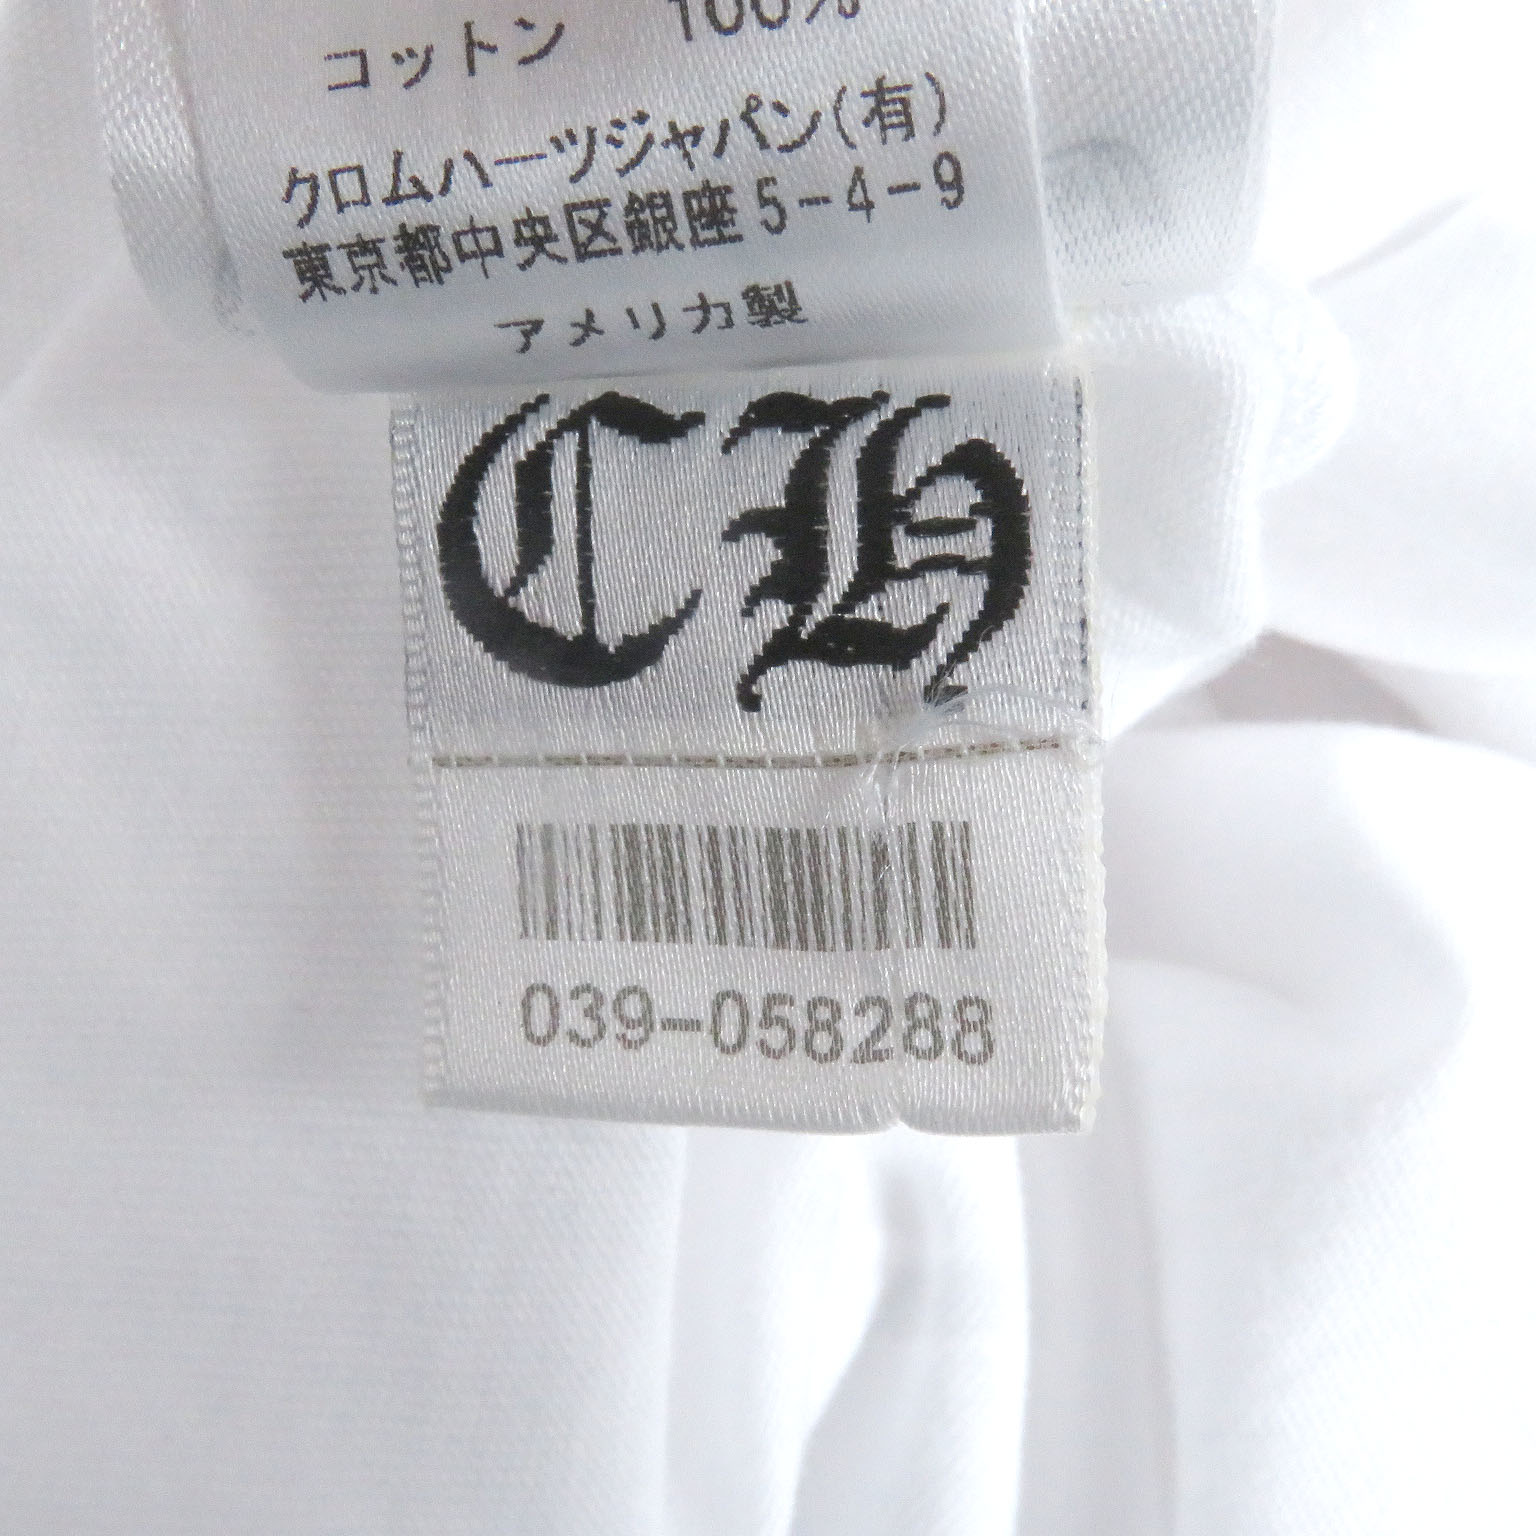 コットン 100%
クロムハーツジャパン(有)
東京都中央区銀座5-4-9
アメリカ製
CH
039-058288